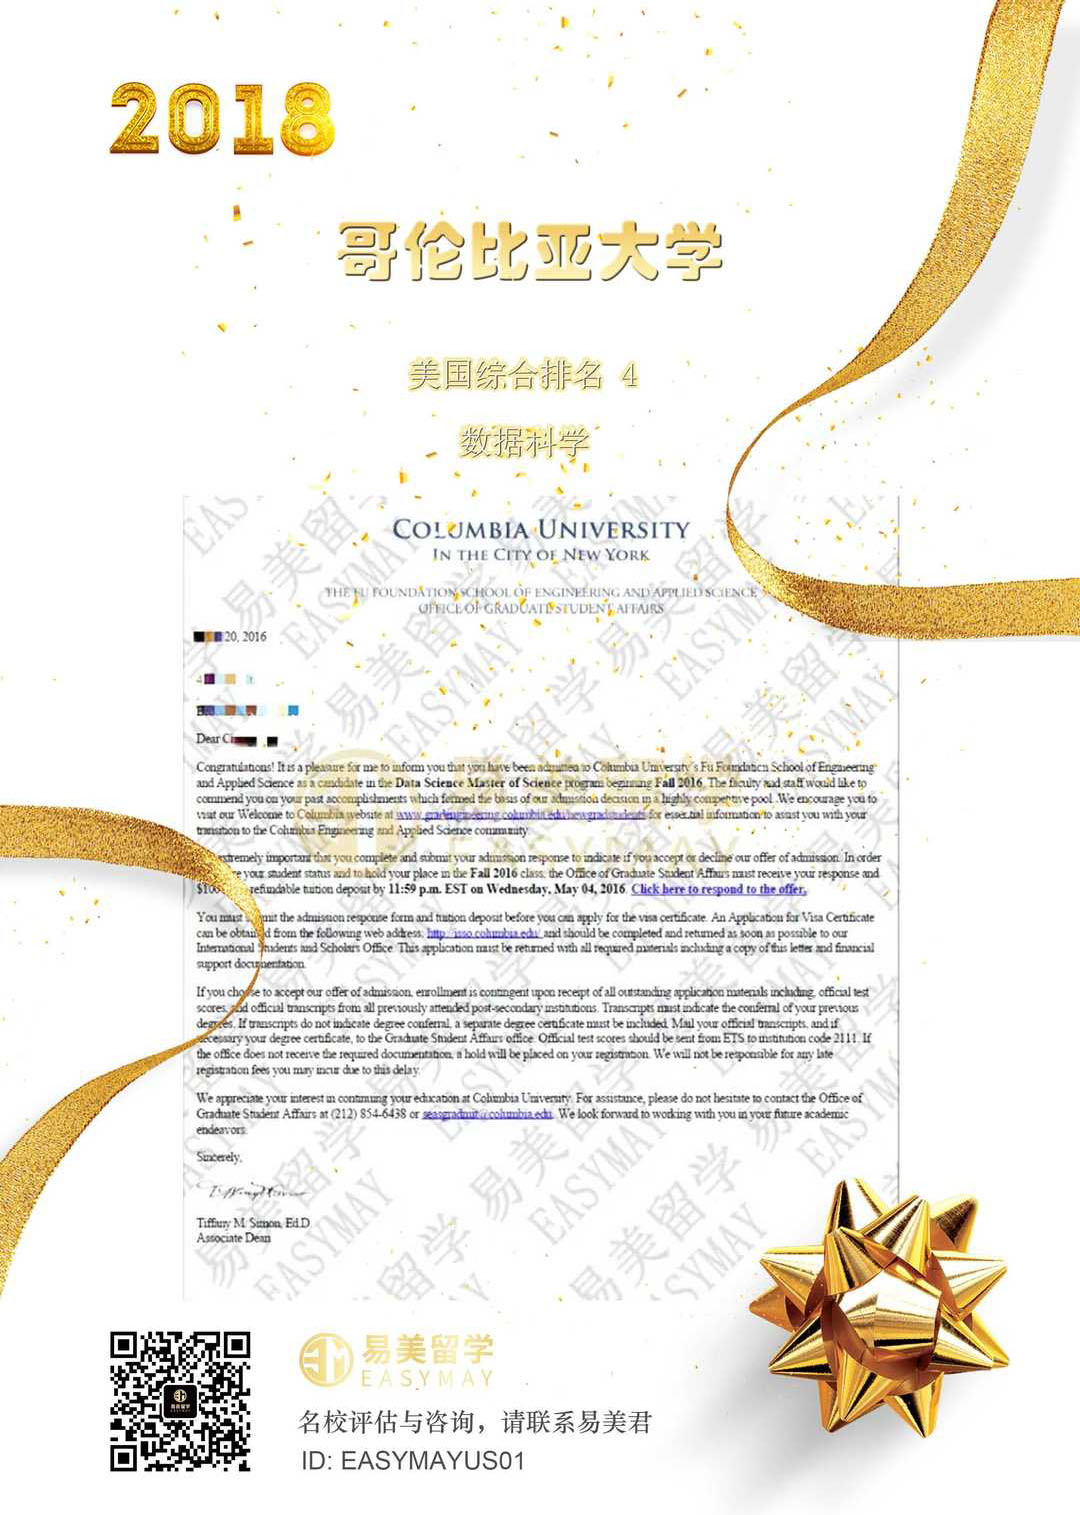 2018
哥伦比亚大学
美国综合排名 4
数据科学
COLUMBIA UNIVERSITY
IN THE CITY OF NEW YORK
THE FU FOUNDATION SCHOOL OF ENGINEERING AND APPLIED SCIENCE
OFFICE OF GRADUATE STUDENT AFFAIRS
20, 2016
Dear
Congratulations! It is a pleasure for me to inform you that you have been admitted to Columbia University's Fu Foundation School of Engineering
and Applied Science as a candidate in the Data Science Master of Science program beginning Fall 2016. The faculty and staff would like to
commend you on your past accomplishments which formed the basis of our admission decision in a highly competitive pool. We encourage you to
visit our Welcome to Columbia website at www.gradengineering.columbia.edu/newgradstudents for essential information to assist you with your
transition to the Columbia Engineering and Applied Science community.
extremely important that you complete and submit your admission response to indicate if you accept or decline our offer of admission. In order
your student status and to hold your place in the Fall 2016 class, the Office of Graduate Student Affairs must receive your response and
refundable tuition deposit by 11:59 p.m. EST on Wednesday, May 04, 2016. Click here to respond to the offer.
You must submit the admission response form and tuition deposit before you can apply for the visa certificate. An Application for Visa Certificate
can be obtained from the following web address: http://isso.columbia.edu/ and should be completed and returned as soon as possible to our
International Students and Scholars Office. This application must be returned with all required materials including a copy of this letter and financial
support documentation.
If you choose to accept our offer of admission, enrollment is contingent upon receipt of all outstanding application materials including, official test
scores, and official transcripts from all previously attended post-secondary institutions. Transcripts must indicate the conferral of your previous
degrees. If transcripts do not indicate degree conferral, a separate degree certificate must be included. Mail your official transcripts, and if
necessary your degree certificate, to the Graduate Student Affairs office. Official test scores should be sent from ETS to institution code 2111. If
the office does not receive the required documentation, a hold will be placed on your registration. We will not be responsible for any late
registration fees you may incur due to this delay.
We appreciate your interest in continuing your education at Columbia University. For assistance, please do not hesitate to contact the Office of
Graduate Student Affairs at (212) 854-6438 or seasgradmit@columbia.edu. We look forward to working with you in your future academic
endeavors.
Sincerely,
Tiffany M. Simon, Ed.D.
Associate Dean
易美留学
EASYMAY
名校评估与咨询，请联系易美君
ID: EASYMAYUS01